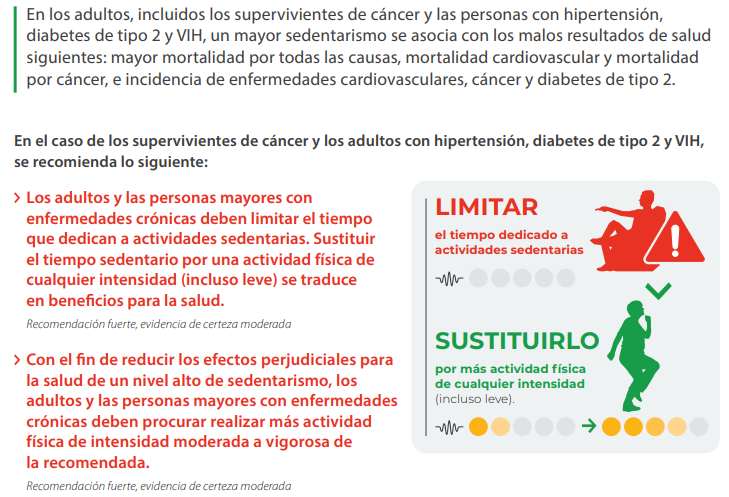 En los adultos, incluidos los supervivientes de cáncer y las personas con hipertensión,
diabetes de tipo 2 y VIH, un mayor sedentarismo se asocia con los malos resultados de salud
siguientes: mayor mortalidad por todas las causas, mortalidad cardiovascular y mortalidad
por cáncer, e incidencia de enfermedades cardiovasculares, cáncer y diabetes de tipo 2.
En el caso de los supervivientes de cáncer y los adultos con hipertensión, diabetes de tipo 2 y VIH,
se recomienda lo siguiente:
> Los adultos y las personas mayores con
enfermedades crónicas deben limitar el tiempo
que dedican a actividades sedentarias. Sustituir
el tiempo sedentario por una actividad física de
cualquier intensidad (incluso leve) se traduce
en beneficios para la salud.
Recomendación fuerte, evidencia de certeza moderada
> Con el fin de reducir los efectos perjudiciales para
la salud de un nivel alto de sedentarismo, los
adultos y las personas mayores con enfermedades
crónicas deben procurar realizar más actividad
física de intensidad moderada a vigorosa de
la recomendada.
Recomendación fuerte, evidencia de certeza moderada
LIMITAR
el tiempo dedicado a
actividades sedentarias
SUSTITUIRLO
por más actividad física
de cualquier intensidad
(incluso leve).